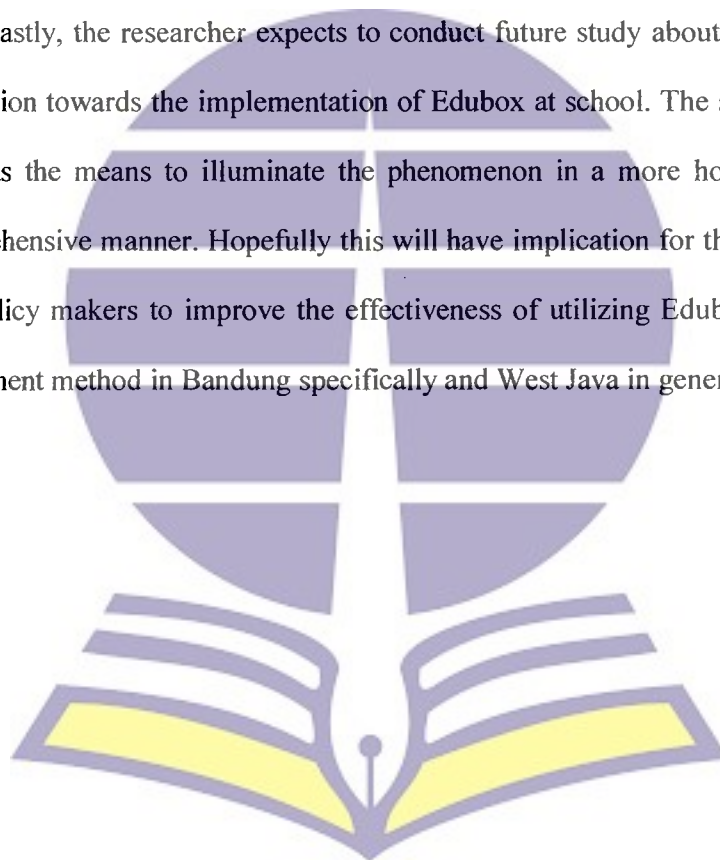 astly, the researcher expects to conduct future study about
ion towards the implementation of Edubox at school. The
s the means to illuminate the phenomenon in a more ho
hensive manner. Hopefully this will have implication for th
licy makers to improve the effectiveness of utilizing Edub
ent method in Bandung specifically and West Java in gener